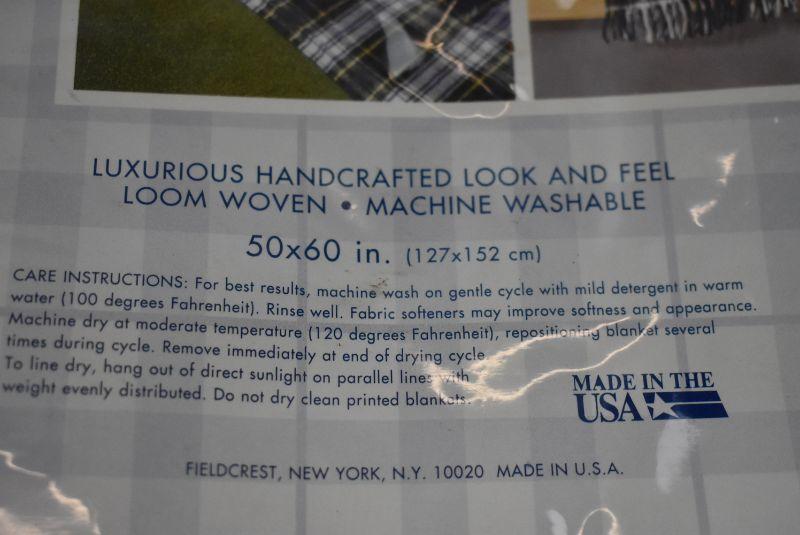 LUXURIOUS HANDCRAFTED LOOK AND FEEL
LOOM WOVEN • MACHINE WASHABLE
50x60 in. (127x152 cm)
CARE INSTRUCTIONS: For best results, machine wash on gentle cycle with mild detergent in warm
water (100 degrees Fahrenheit). Rinse well. Fabric softeners may improve softness and appearance.
Machine dry at moderate temperature (120 degrees Fahrenheit), repositioning blanket several
times during cycle. Remove immediately at end of drying cycle.
To line dry, hang out of direct sunlight on parallel lines with
weight evenly distributed. Do not dry clean printed blankets.
MADE IN THE
USA
FIELDCREST, NEW YORK, N.Y. 10020 MADE IN U.S.A.